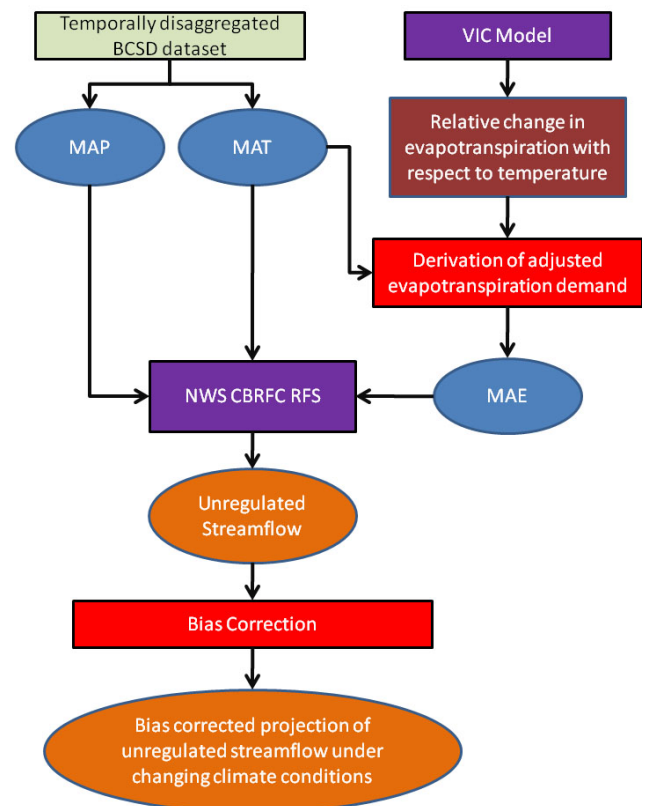 Temporally disaggregated
BCSD dataset
VIC Model
MAP
MAT
Relative change in
evapotranspiration with
respect to temperature
Derivation of adjusted
evapotranspiration demand
NWS CBRFC RFS
MAE
Unregulated
Streamflow
Bias Correction
Bias corrected projection of
unregulated streamflow under
changing climate conditions